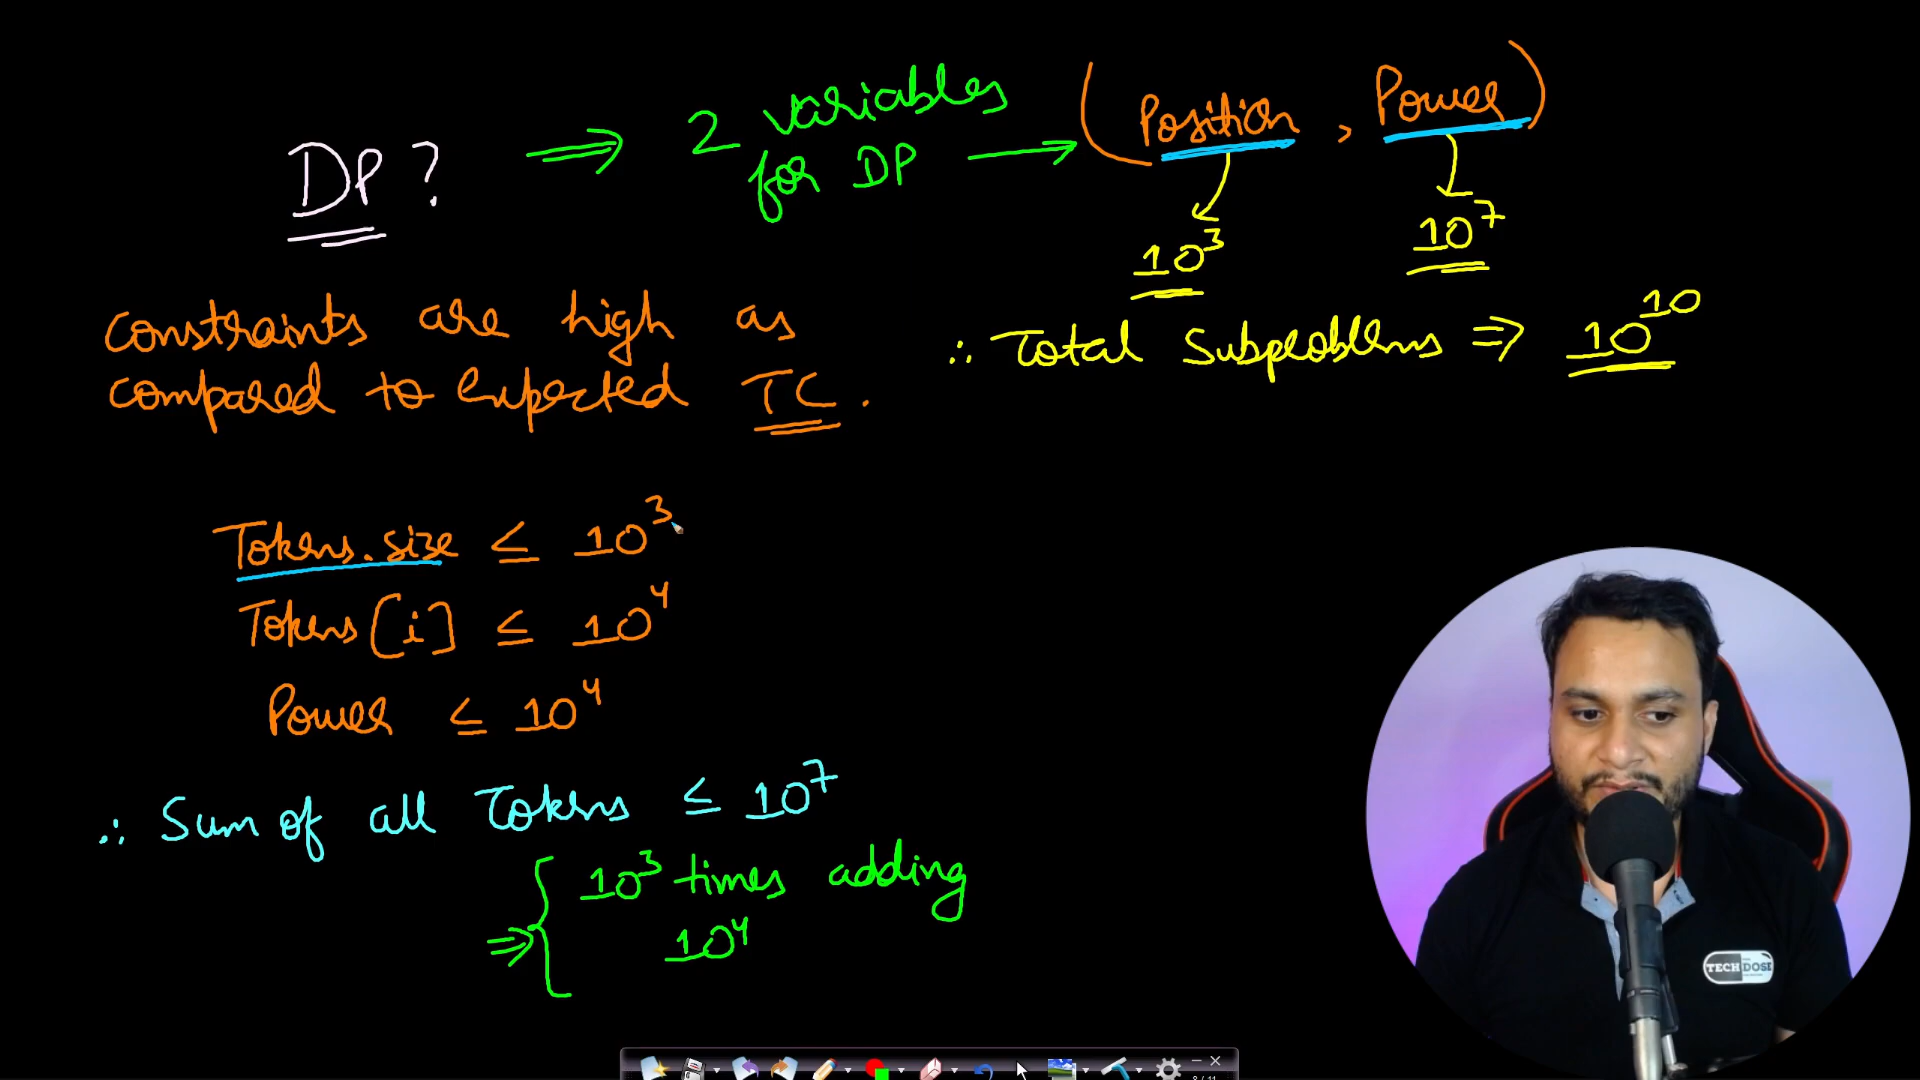 DP? ⇒ 2 variables for DP → (Position, Power)
10³ 10⁷
∴ Total Subproblems ⇒ 10¹⁰
constraints are high as
compared to expected TC.
Tokens.size ≤ 10³
Tokens[i] ≤ 10⁴
Power ≤ 10⁴
∴ Sum of all Tokens ≤ 10⁷
⇒ { 10³ times adding
10⁴
TECH DOSE